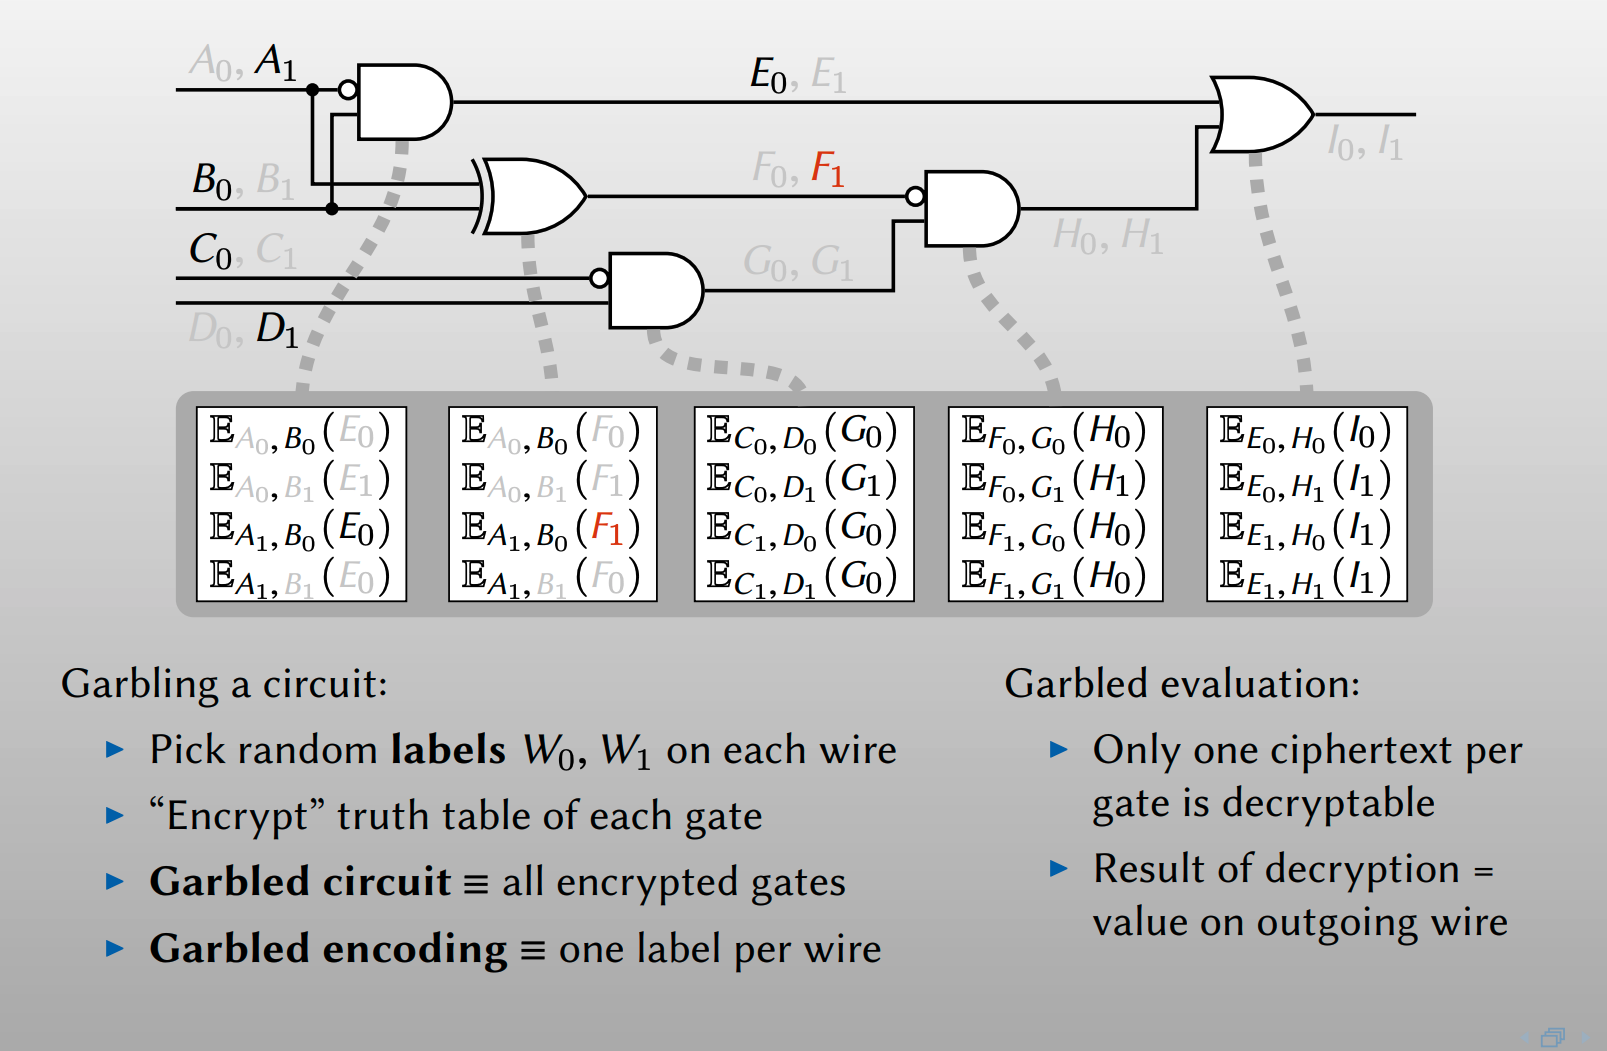 A₀, A₁
E₀, E₁
I₀, I₁
B₀, B₁
F₀, F₁
C₀, C₁
G₀, G₁
H₀, H₁
D₀, D₁
𝔼A₀,B₀(E₀) 𝔼A₀,B₀(F₀) 𝔼C₀,D₀(G₀) 𝔼F₀,G₀(H₀) 𝔼E₀,H₀(I₀)
𝔼A₀,B₁(E₁) 𝔼A₀,B₁(F₁) 𝔼C₀,D₁(G₁) 𝔼F₀,G₁(H₁) 𝔼E₀,H₁(I₁)
𝔼A₁,B₀(E₀) 𝔼A₁,B₀(F₁) 𝔼C₁,D₀(G₀) 𝔼F₁,G₀(H₀) 𝔼E₁,H₀(I₁)
𝔼A₁,B₁(E₀) 𝔼A₁,B₁(F₀) 𝔼C₁,D₁(G₀) 𝔼F₁,G₁(H₀) 𝔼E₁,H₁(I₁)
Garbling a circuit:
▶ Pick random labels W₀, W₁ on each wire
▶ “Encrypt” truth table of each gate
▶ Garbled circuit ≡ all encrypted gates
▶ Garbled encoding ≡ one label per wire
Garbled evaluation:
▶ Only one ciphertext per
gate is decryptable
▶ Result of decryption =
value on outgoing wire